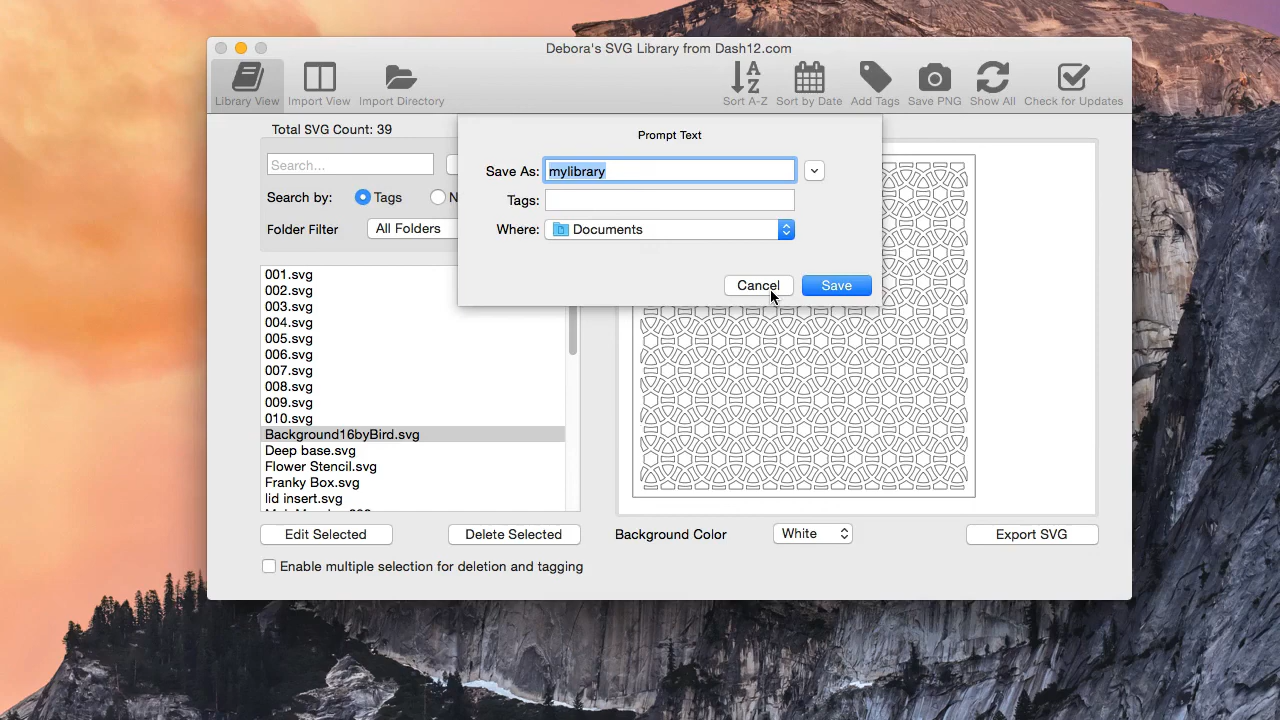 Debora's SVG Library from Dash12.com
Library View
Import View
Import Directory
Sort A-Z
Sort by Date
Add Tags
Save PNG
Show All
Check for Updates
Total SVG Count: 39
Prompt Text
Search...
Save As: mylibrary
Search by: Tags N
Tags:
Folder Filter All Folders
Where: Documents
Cancel
Save
001.svg
002.svg
003.svg
004.svg
005.svg
006.svg
007.svg
008.svg
009.svg
010.svg
Background16byBird.svg
Deep base.svg
Flower Stencil.svg
Franky Box.svg
lid insert.svg
Edit Selected
Delete Selected
Background Color
White
Export SVG
Enable multiple selection for deletion and tagging